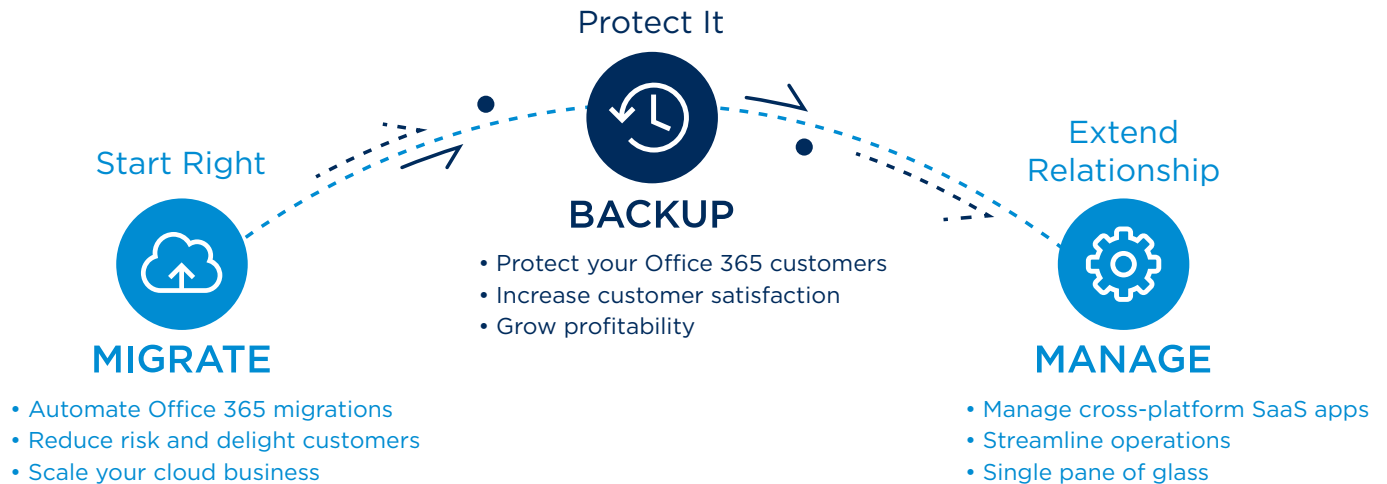 Start Right
MIGRATE
• Automate Office 365 migrations
• Reduce risk and delight customers
• Scale your cloud business
Protect It
BACKUP
• Protect your Office 365 customers
• Increase customer satisfaction
• Grow profitability
Extend
Relationship
MANAGE
• Manage cross-platform SaaS apps
• Streamline operations
• Single pane of glass